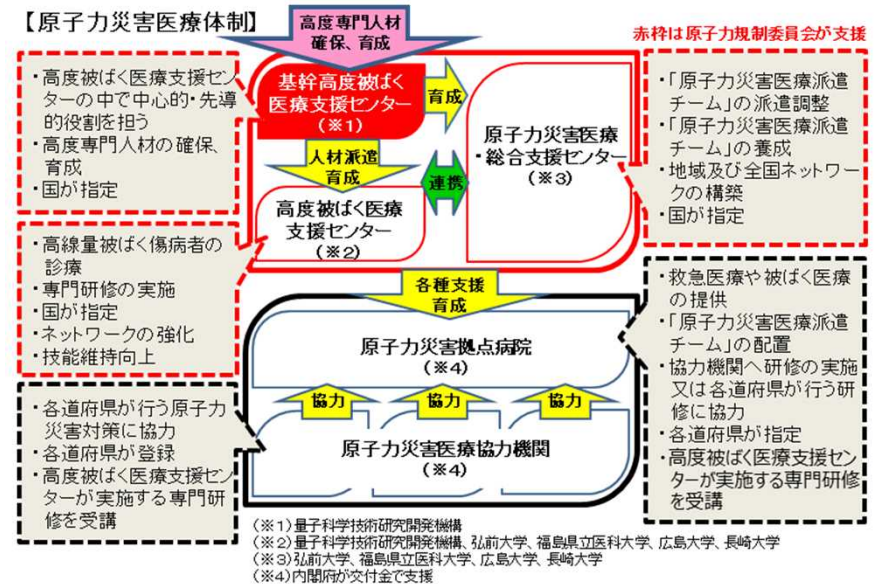 【原子力災害医療体制】
高度専門人材
確保、育成
赤枠は原子力規制委員会が支援
・高度被ばく医療支援セン
ターの中で中心的・先導
的役割を担う
・高度専門人材の確保、
育成
・国が指定
基幹高度被ばく
医療支援センター
(※1)
育成
原子力災害医療
・総合支援センター
(※3)
人材派遣
育成
連携
高度被ばく医療
支援センター
(※2)
・「原子力災害医療派遣
チーム」の派遣調整
・「原子力災害医療派遣
チーム」の養成
・地域及び全国ネットワー
クの構築
・国が指定
・高線量被ばく傷病者の
診療
・専門研修の実施
・国が指定
・ネットワークの強化
・技能維持向上
各種支援
育成
原子力災害拠点病院
(※4)
協力
協力
協力
原子力災害医療協力機関
(※4)
・救急医療や被ばく医療
の提供
・「原子力災害医療派遣
チーム」の配置
・協力機関へ研修の実施
又は各道府県が行う研
修に協力
・各道府県が指定
・高度被ばく医療支援セン
ターが実施する専門研修
を受講
・各道府県が行う原子力
災害対策に協力
・各道府県が登録
・高度被ばく医療支援セン
ターが実施する専門研
修を受講
(※1)量子科学技術研究開発機構
(※2)量子科学技術研究開発機構、弘前大学、福島県立医科大学、広島大学、長崎大学
(※3)弘前大学、福島県立医科大学、広島大学、長崎大学
(※4)内閣府が交付金で支援